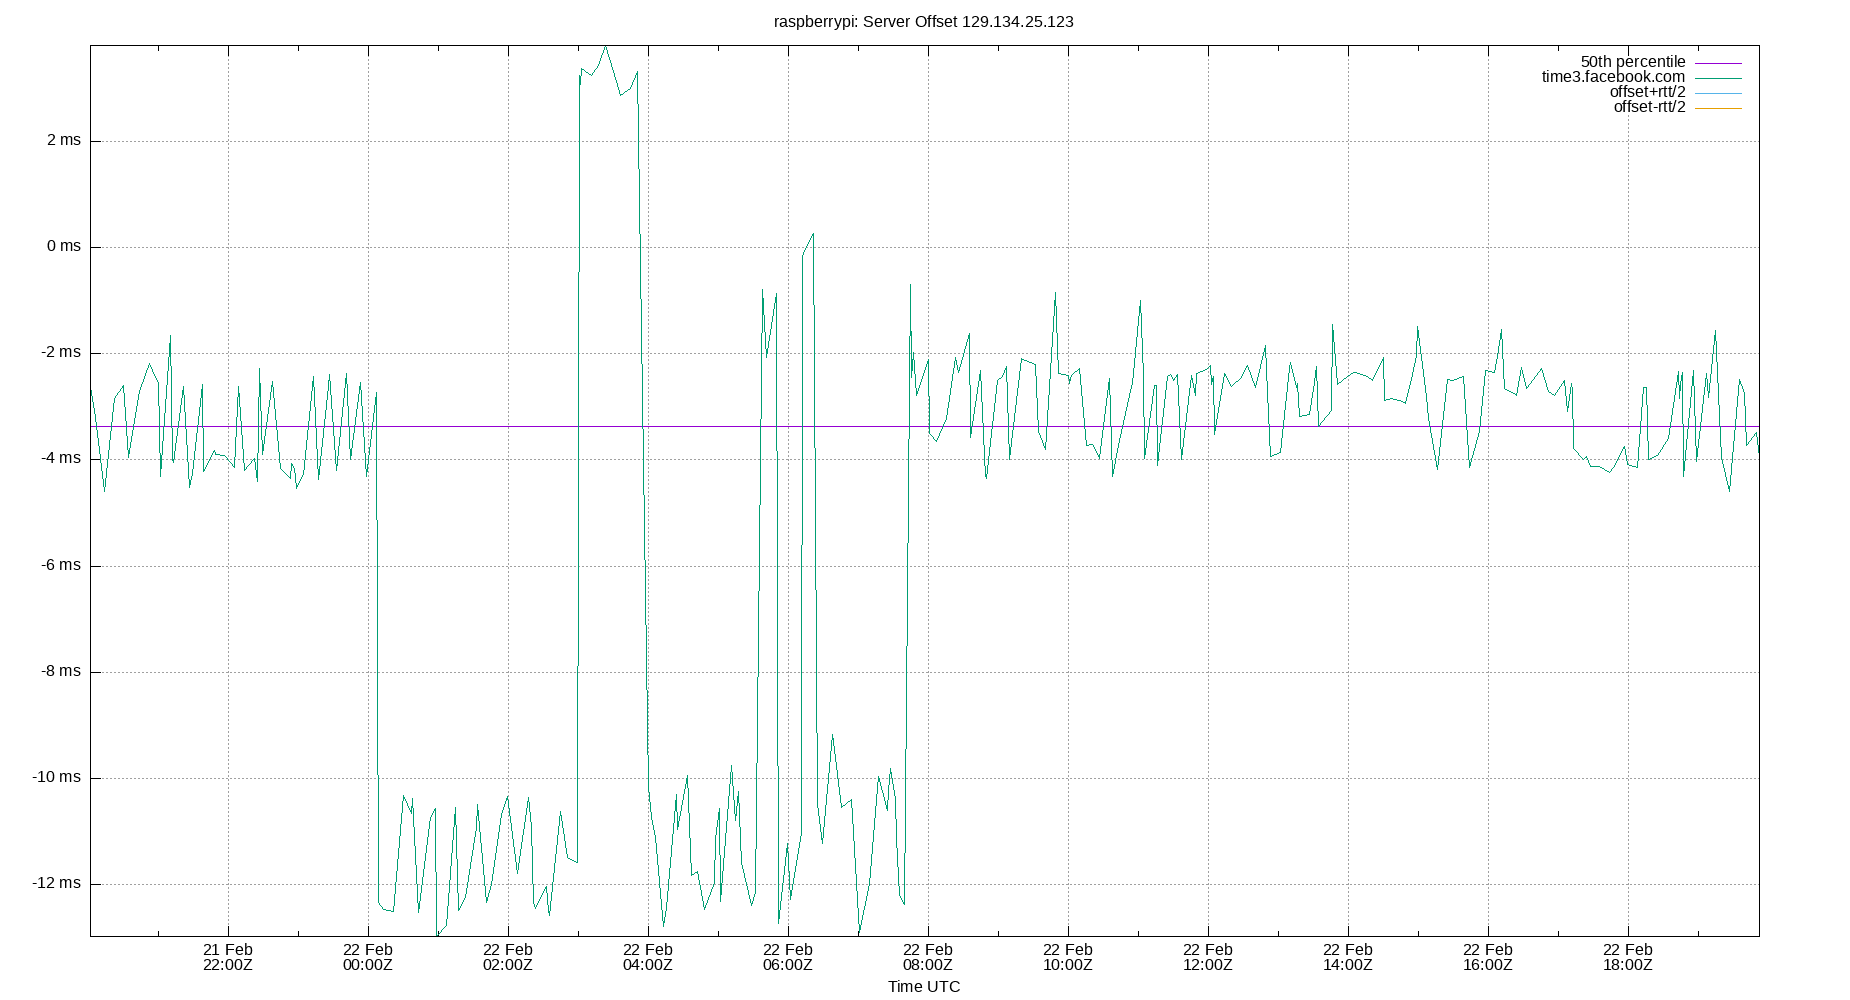 raspberrypi: Server Offset 129.134.25.123
50th percentile
time3.facebook.com
offset+rtt/2
offset-rtt/2
2 ms
0 ms
-2 ms
-4 ms
-6 ms
-8 ms
-10 ms
-12 ms
21 Feb 22 Feb 22 Feb 22 Feb 22 Feb 22 Feb 22 Feb 22 Feb 22 Feb 22 Feb 22 Feb
22:00Z 00:00Z 02:00Z 04:00Z 06:00Z 08:00Z 10:00Z 12:00Z 14:00Z 16:00Z 18:00Z
Time UTC